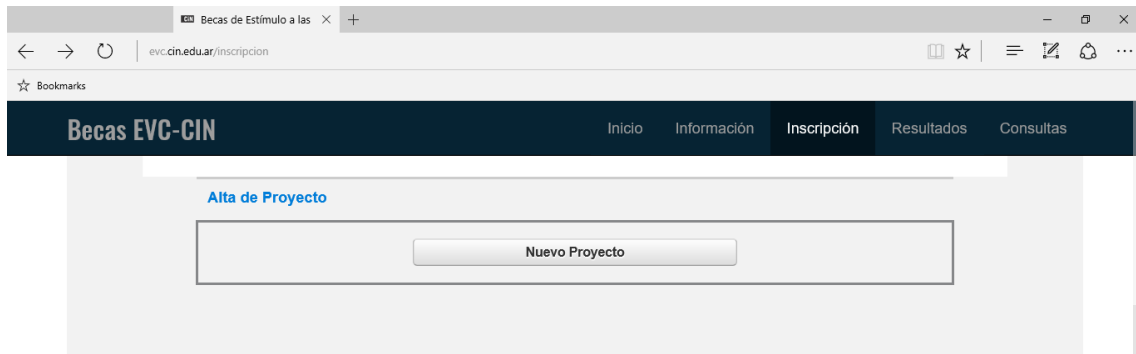 CIN Becas de Estímulo a las
evc.cin.edu.ar/inscripcion
Bookmarks
Becas EVC-CIN Inicio Información Inscripción Resultados Consultas
Alta de Proyecto
Nuevo Proyecto